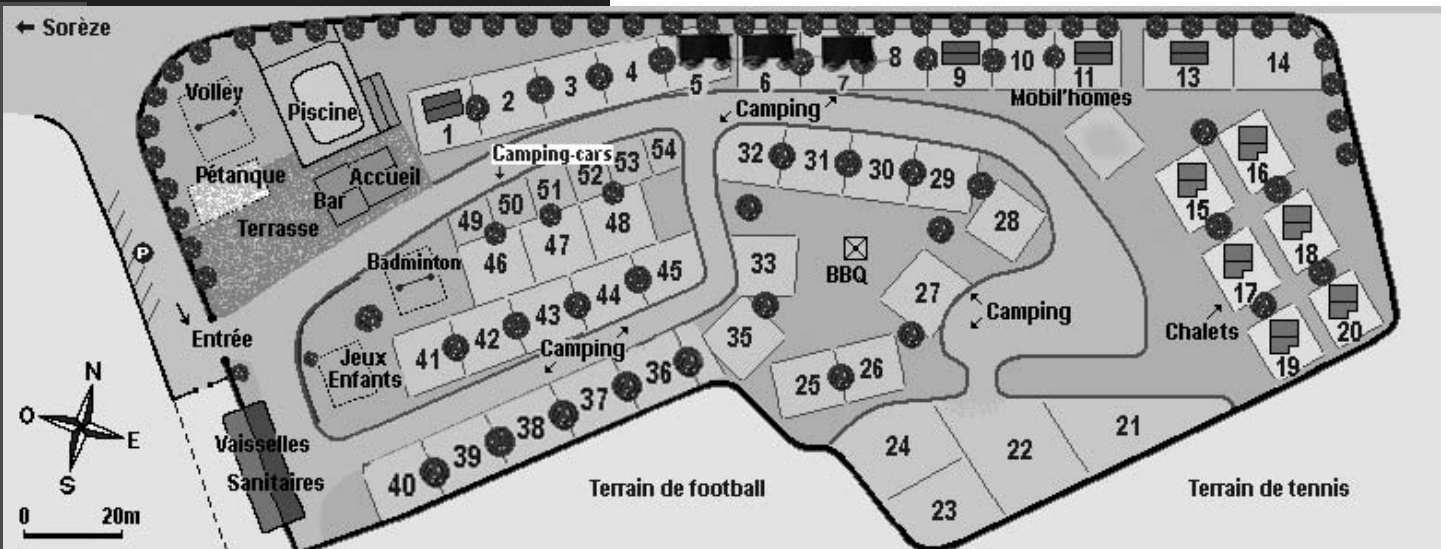 ← Sorèze
Volley
Piscine
Pétanque
Accueil
Bar
Terrasse
P
Entrée
1
2
3
4
5
6
7
8
9
10
11
13
14
Camping
Mobil'homes
Camping-cars
49
50
51
52
53
54
46
47
48
Badminton
32
31
30
29
28
33
BBQ
27
Camping
35
25
26
15
16
17
18
19
20
Chalets
Jeux
Enfants
41
42
43
44
45
Camping
40
39
38
37
36
24
23
22
21
Vaisselles
Sanitaires
N
O
E
S
0
20m
Terrain de football
Terrain de tennis